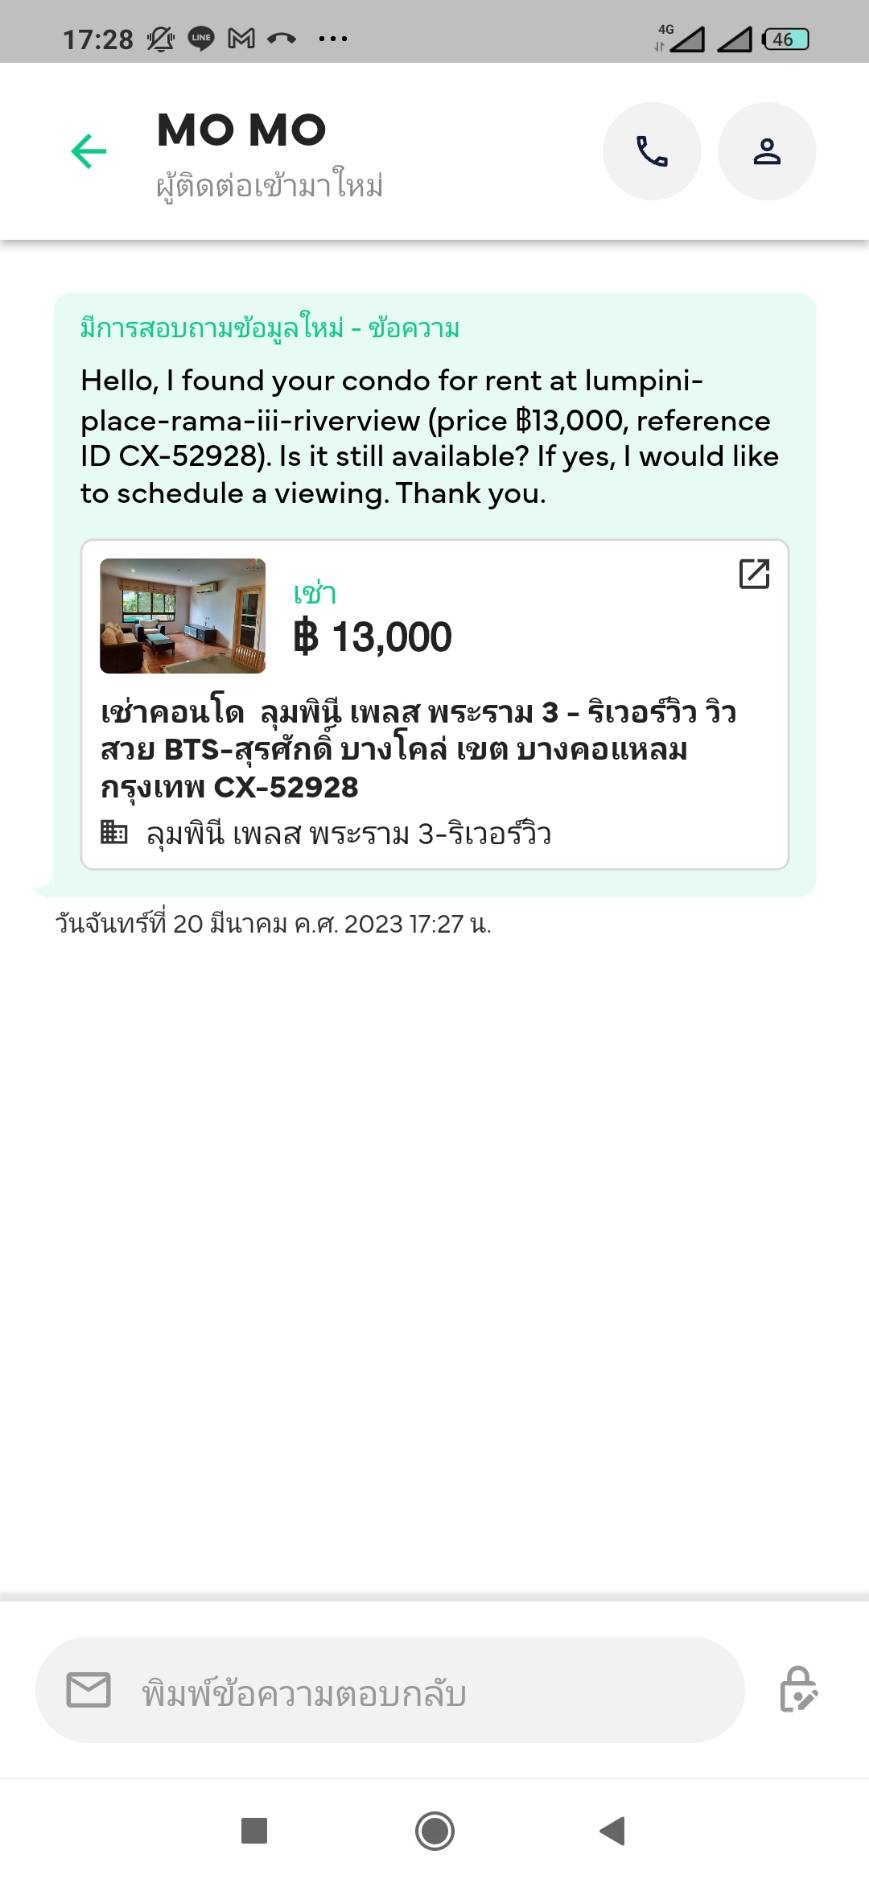 17:28
LINE
4G
46
MO MO
ผู้ติดต่อเข้ามาใหม่
มีการสอบถามข้อมูลใหม่ - ข้อความ
Hello, I found your condo for rent at lumpini-
place-rama-iii-riverview (price ฿13,000, reference
ID CX-52928). Is it still available? If yes, I would like
to schedule a viewing. Thank you.
เช่า
฿ 13,000
เช่าคอนโด  ลุมพินี เพลส พระราม 3 - ริเวอร์วิว วิว
สวย BTS-สุรศักดิ์ บางโคล่ เขต บางคอแหลม
กรุงเทพ CX-52928
ลุมพินี เพลส พระราม 3-ริเวอร์วิว
วันจันทร์ที่ 20 มีนาคม ค.ศ. 2023 17:27 น.
พิมพ์ข้อความตอบกลับ